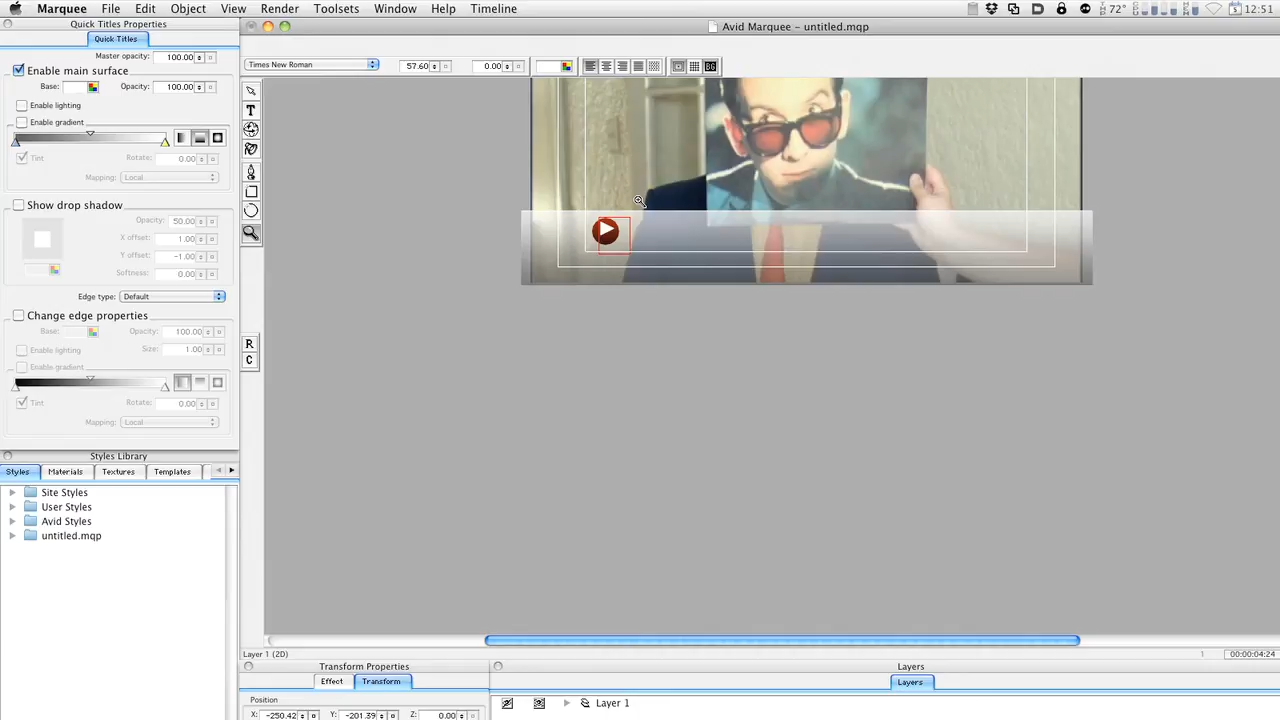 Marquee File Edit Object View Render Toolsets Window Help Timeline 72° 12:51
Quick Titles Properties
Avid Marquee – untitled.mqp
Quick Titles
Master opacity: 100.00
Times New Roman 57.60 0.00 BG
Enable main surface
Base: Opacity: 100.00
T
Enable lighting
Enable gradient
Tint Rotate: 0.00
Mapping: Local
Show drop shadow
Opacity: 50.00
X offset: 1.00
Y offset: -1.00
Softness: 0.00
Edge type: Default
Change edge properties
Base: Opacity: 100.00
R
Enable lighting Size: 1.00
C
Enable gradient
Tint Rotate: 0.00
Mapping: Local
Styles Library
Styles Materials Textures Templates
Site Styles
User Styles
Avid Styles
untitled.mqp
Layer 1 (2D) 1 00:00:04:24
Transform Properties Layers
Effect Transform Layers
Position
Layer 1
X: -250.42 Y: -201.39 Z: 0.00